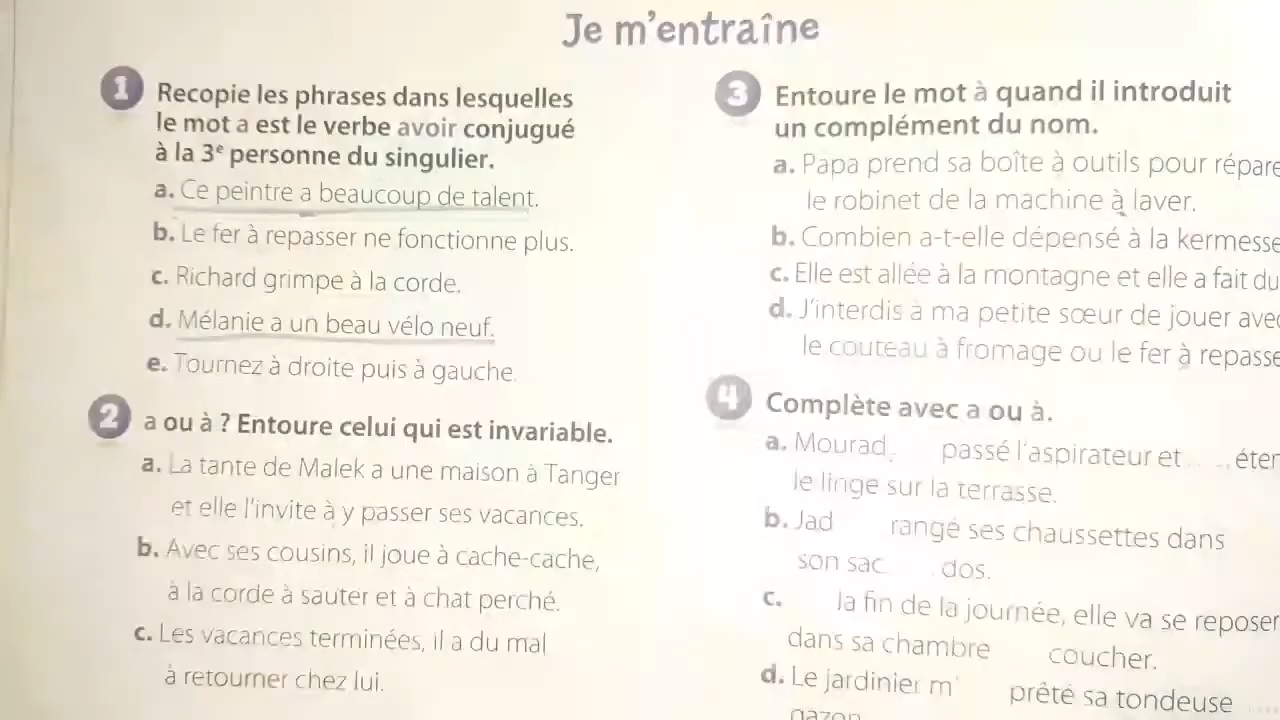 Je m'entraîne
1 Recopie les phrases dans lesquelles
le mot a est le verbe avoir conjugué
à la 3e personne du singulier.
a. Ce peintre a beaucoup de talent.
b. Le fer à repasser ne fonctionne plus.
c. Richard grimpe à la corde.
d. Mélanie a un beau vélo neuf.
e. Tournez à droite puis à gauche.
2 a ou à ? Entoure celui qui est invariable.
a. La tante de Malek a une maison à Tanger
et elle l'invite à y passer ses vacances.
b. Avec ses cousins, il joue à cache-cache,
à la corde à sauter et à chat perché.
c. Les vacances terminées, il a du mal
à retourner chez lui.
3 Entoure le mot à quand il introduit
un complément du nom.
a. Papa prend sa boîte à outils pour répare
le robinet de la machine à laver.
b. Combien a-t-elle dépensé à la kermesse
c. Elle est allée à la montagne et elle a fait du
d. J'interdis à ma petite sœur de jouer avec
le couteau à fromage ou le fer à repasse
4 Complète avec a ou à.
a. Mourad passé l'aspirateur et ... éten
le linge sur la terrasse.
b. Jad rangé ses chaussettes dans
son sac dos.
c. la fin de la journée, elle va se reposer
dans sa chambre coucher.
d. Le jardinier m' prêté sa tondeuse ....
gazon